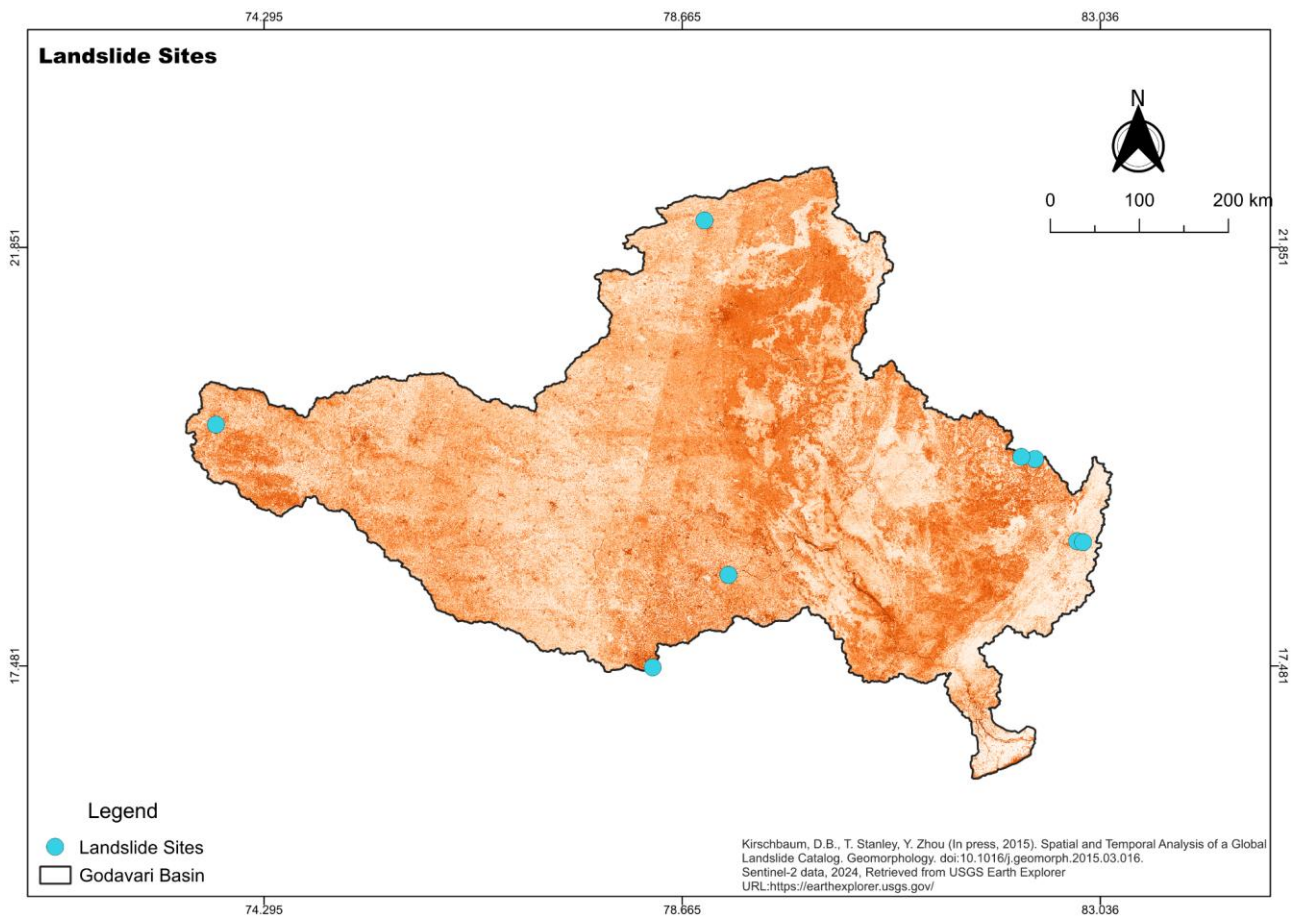 74.295 78.665 83.036
Landslide Sites
N
0 100 200 km
21.851 21.851
17.481 17.481
Legend
Landslide Sites
Godavari Basin
Kirschbaum, D.B., T. Stanley, Y. Zhou (In press, 2015). Spatial and Temporal Analysis of a Global
Landslide Catalog. Geomorphology. doi:10.1016/j.geomorph.2015.03.016.
Sentinel-2 data, 2024, Retrieved from USGS Earth Explorer
URL:https://earthexplorer.usgs.gov/
74.295 78.665 83.036